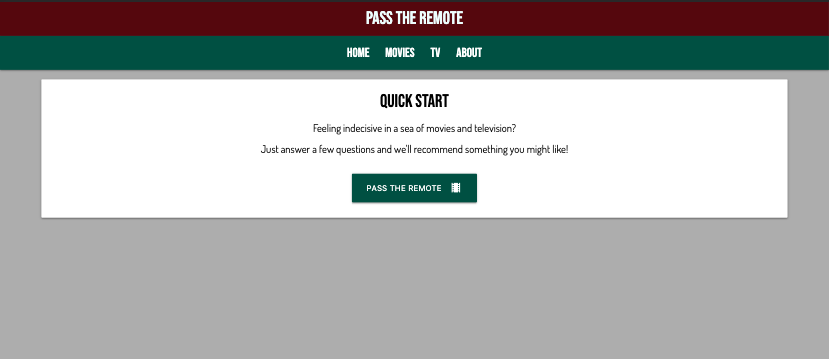 PASS THE REMOTE
HOME MOVIES TV ABOUT
QUICK START
Feeling indecisive in a sea of movies and television?
Just answer a few questions and we'll recommend something you might like!
PASS THE REMOTE